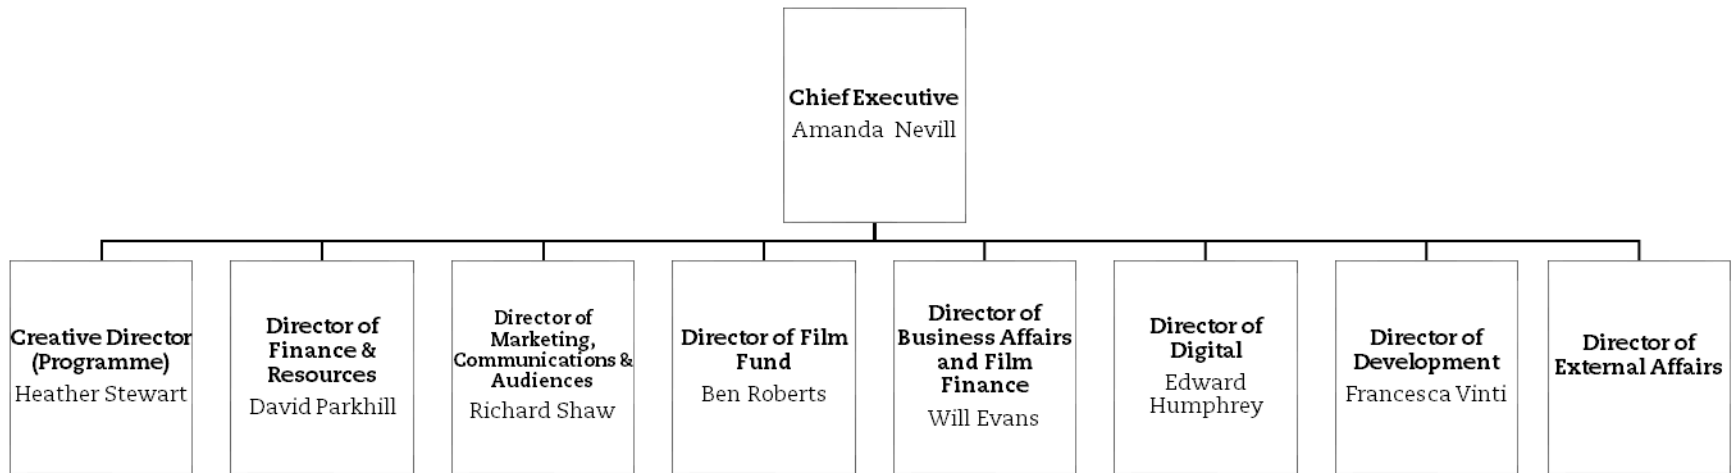 Chief Executive
Amanda Nevill
Creative Director
(Programme)
Heather Stewart
Director of
Finance &
Resources
David Parkhill
Director of
Marketing,
Communications &
Audiences
Richard Shaw
Director of Film
Fund
Ben Roberts
Director of
Business Affairs
and Film
Finance
Will Evans
Director of
Digital
Edward
Humphrey
Director of
Development
Francesca Vinti
Director of
External Affairs